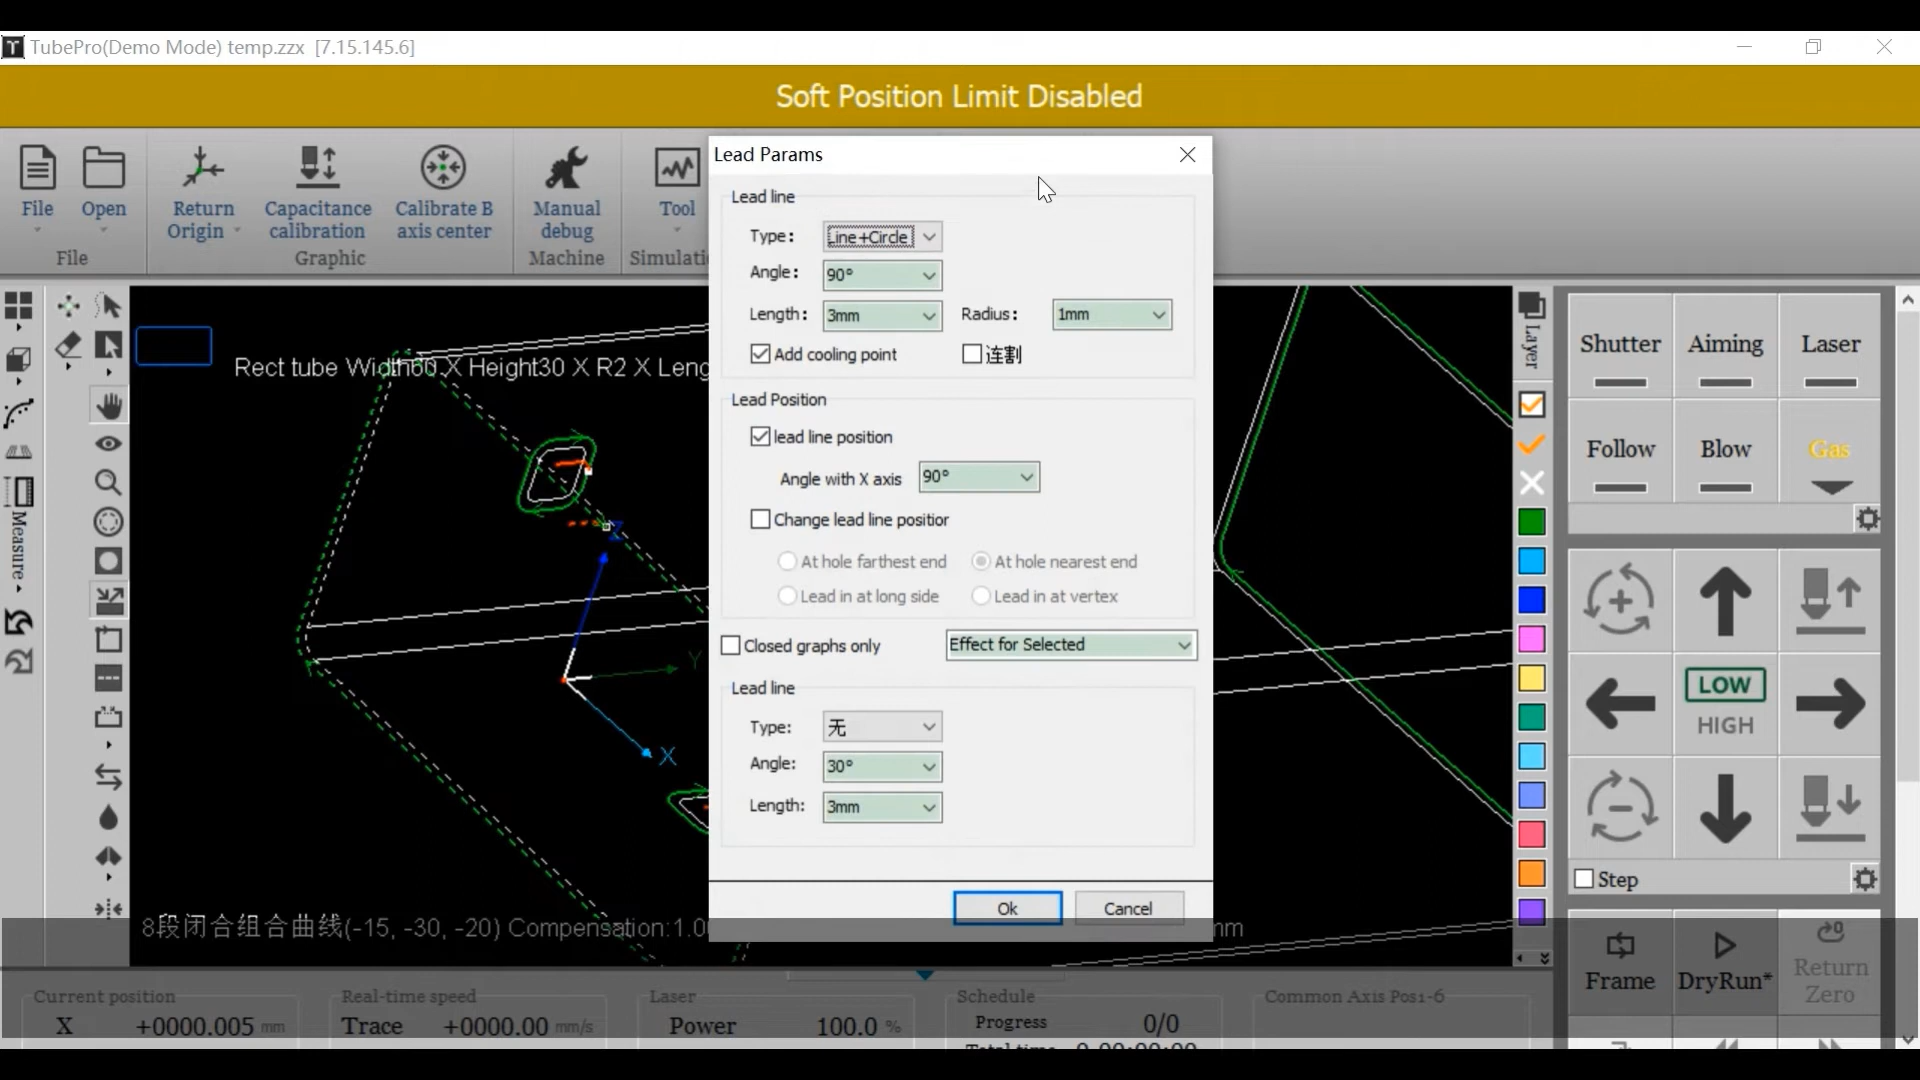 TubePro(Demo Mode) temp.zzx [7.15.145.6]
Soft Position Limit Disabled
File
Open
Return Origin
Capacitance calibration
Calibrate B axis center
Manual debug
Tool
File
Graphic
Machine
Lead Params
Lead line
Type: Line+Circle
Angle: 90°
Length: 3mm Radius: 1mm
Add cooling point 连割
Lead Position
lead line position
Angle with X axis 90°
Change lead line
At hole farthest end At hole nearest end
Lead in at long side Lead in at vertex
Closed graphs only Effect for Selected
Lead line
Type: 无
Angle: 30°
Length: 3mm
Ok Cancel
Rect tube Width60 X Height30 X R2 X
Z
Y
X
8段闭合组合曲线(-15, -30, -20) Compensation:
mm
Measure
Layer
Shutter Aiming Laser
Follow Blow Gas
LOW
HIGH
Step
Frame DryRun* Return Zero
Current position
X +0000.005 mm
Real-time speed
Trace +0000.00 mm/s
Laser
Power 100.0 %
Schedule
Progress 0/0
Common Axis Pos1-6